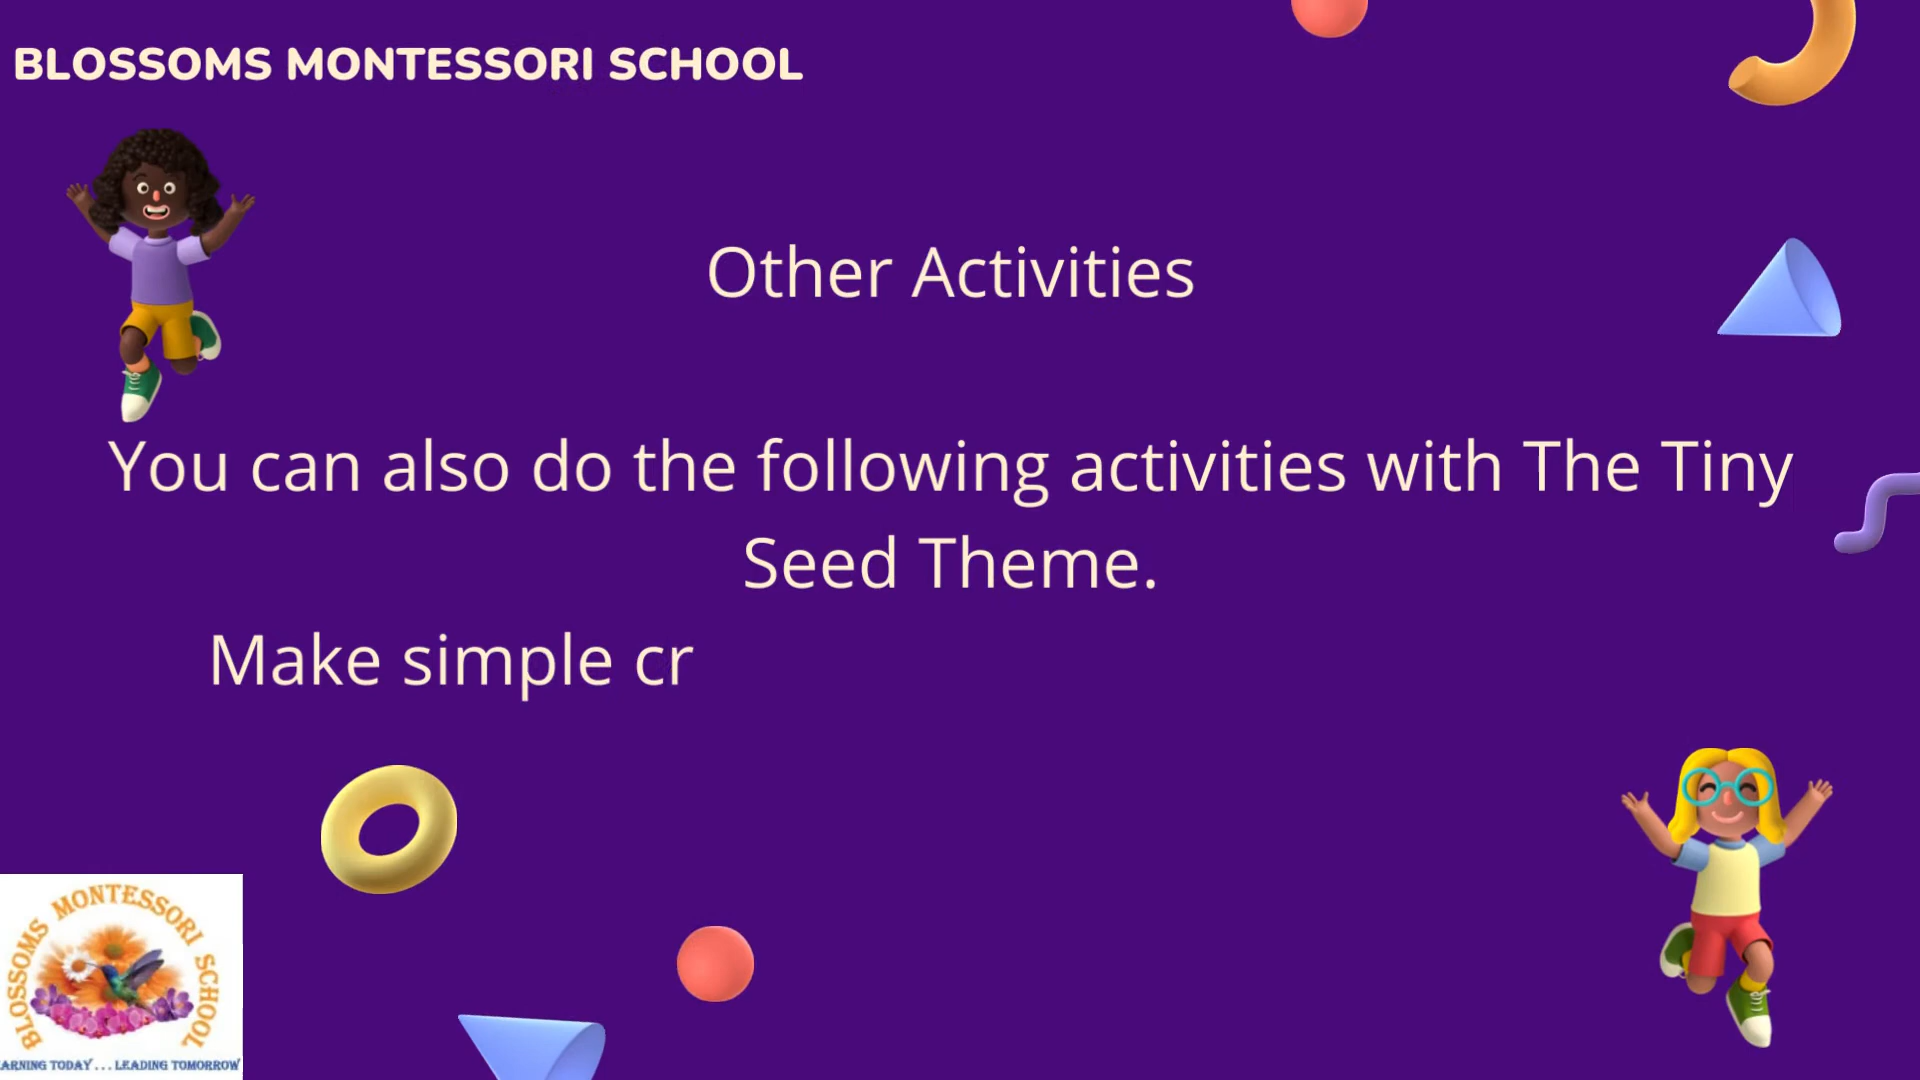 BLOSSOMS MONTESSORI SCHOOL
Other Activities
You can also do the following activities with The Tiny
Seed Theme.
Make simple cr
BLOSSOMS MONTESSORI SCHOOL
ARNING TODAY . . . LEADING TOMORROW